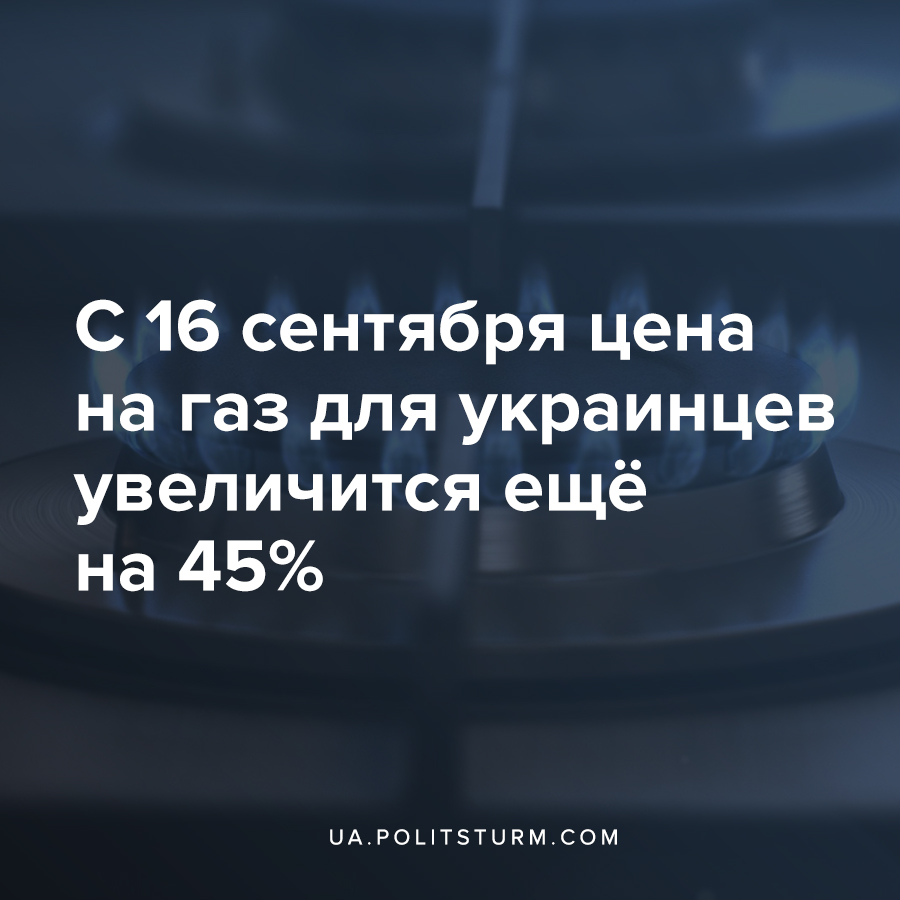 С 16 сентября цена
на газ для украинцев
увеличится ещё
на 45%
UA.POLITSTURM.COM